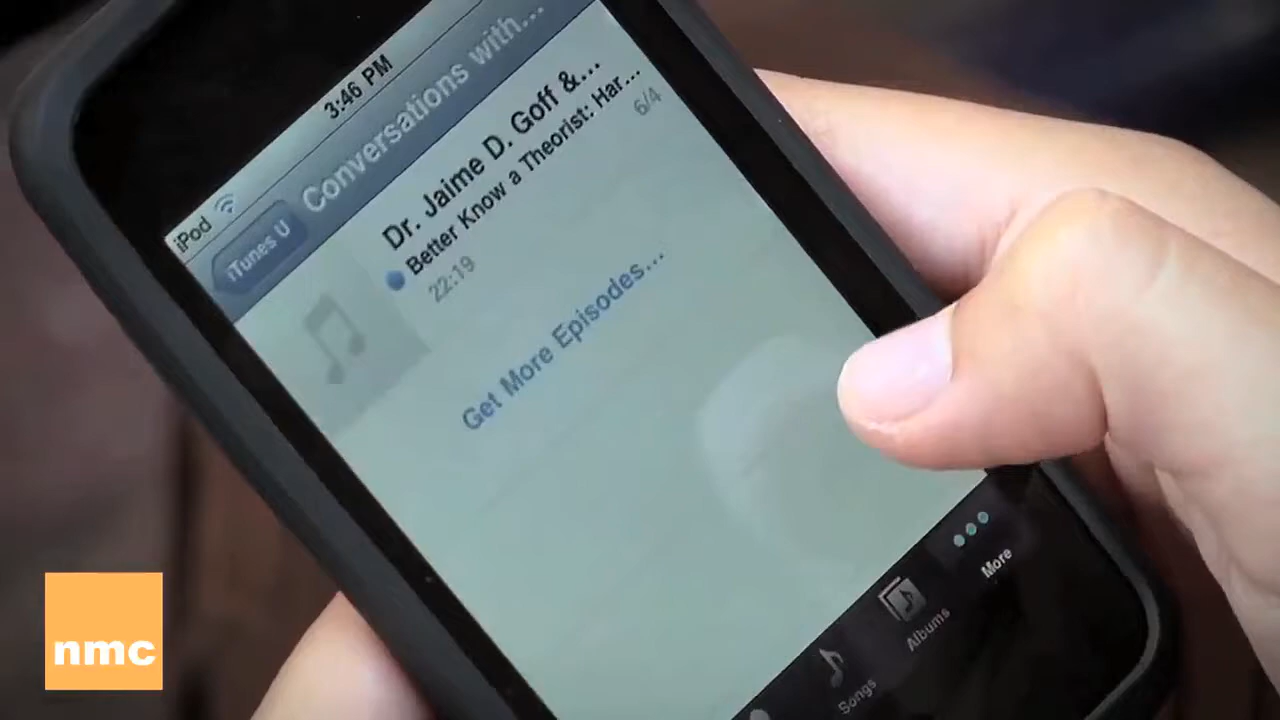 3:46 PM
iPod
iTunes U
Conversations with...
Dr. Jaime D. Goff &...
Better Know a Theorist: Har...
22:19
6/4
Get More Episodes...
Songs
Albums
More
nmc